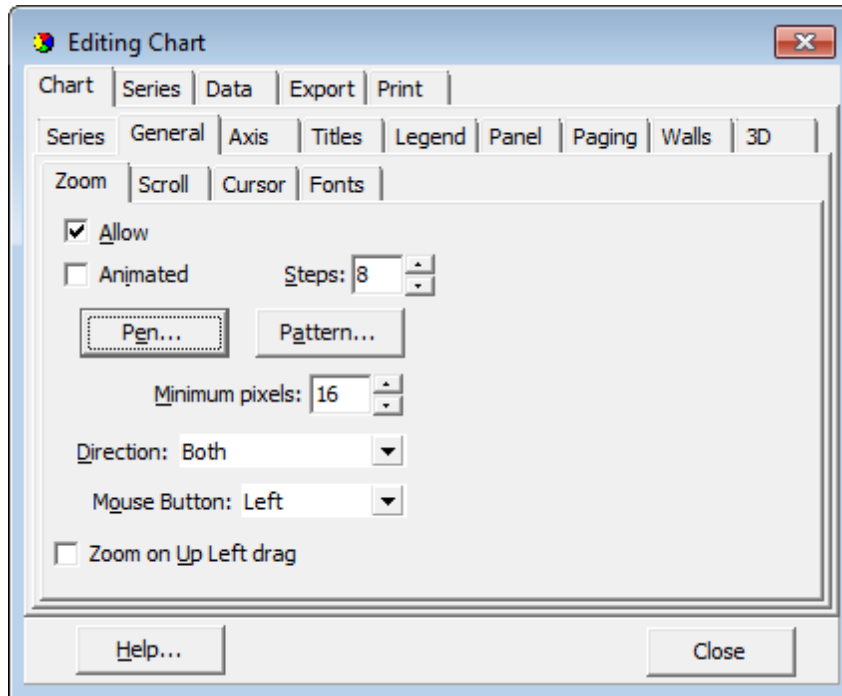 Editing Chart
Chart Series Data Export Print
Series General Axis Titles Legend Panel Paging Walls 3D
Zoom Scroll Cursor Fonts
Allow
Animated Steps: 8
Pen... Pattern...
Minimum pixels: 16
Direction: Both
Mouse Button: Left
Zoom on Up Left drag
Help... Close